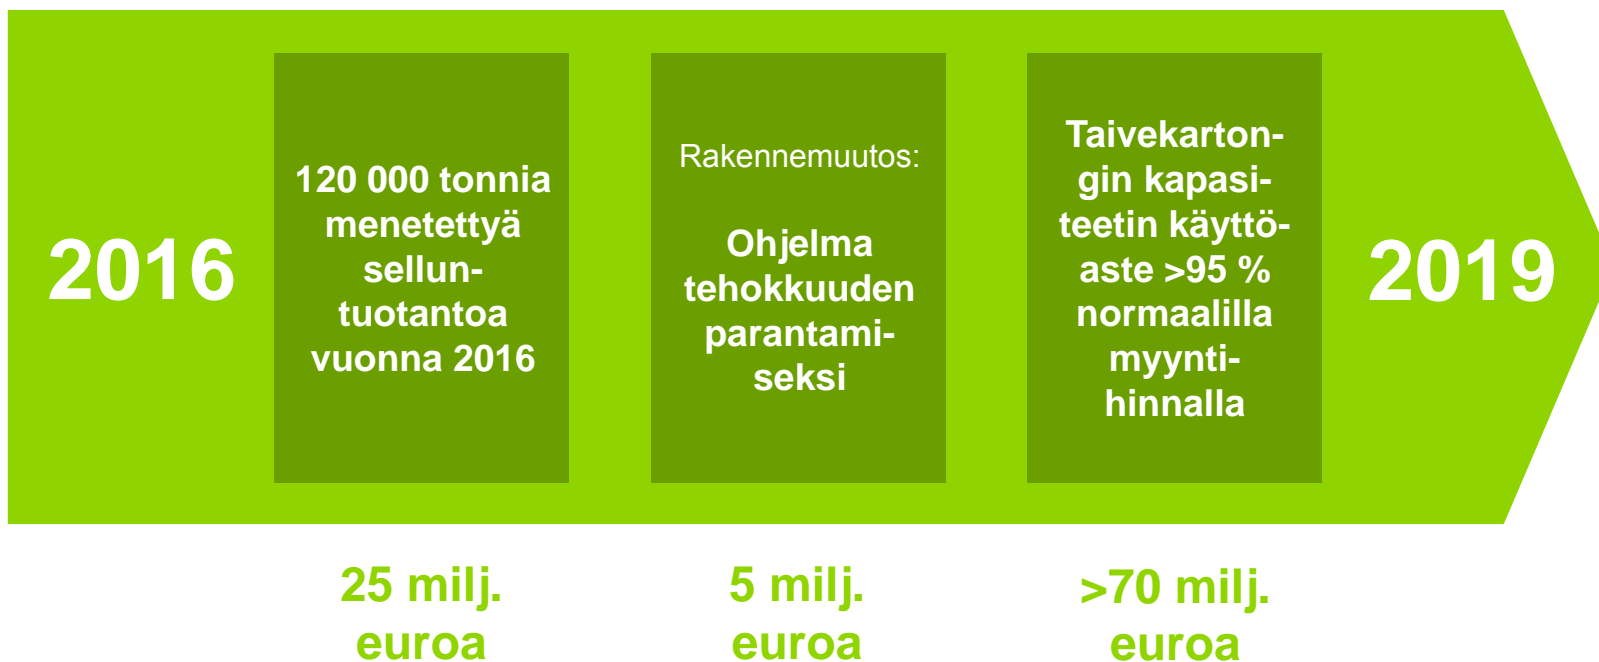 2016
120 000 tonnia
menetettyä
sellun-
tuotantoa
vuonna 2016
Rakennemuutos:
Ohjelma
tehokkuuden
parantami-
seksi
Taivekarton-
gin kapasi-
teetin käyttö-
aste >95 %
normaalilla
myynti-
hinnalla
2019
25 milj.
euroa
5 milj.
euroa
>70 milj.
euroa